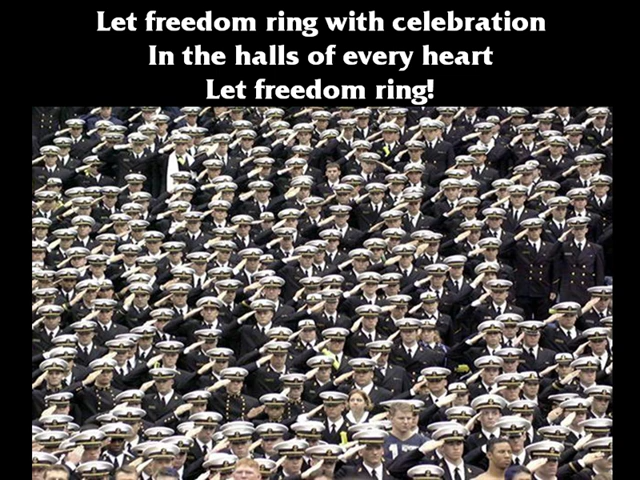 Let freedom ring with celebration
In the halls of every heart
Let freedom ring!